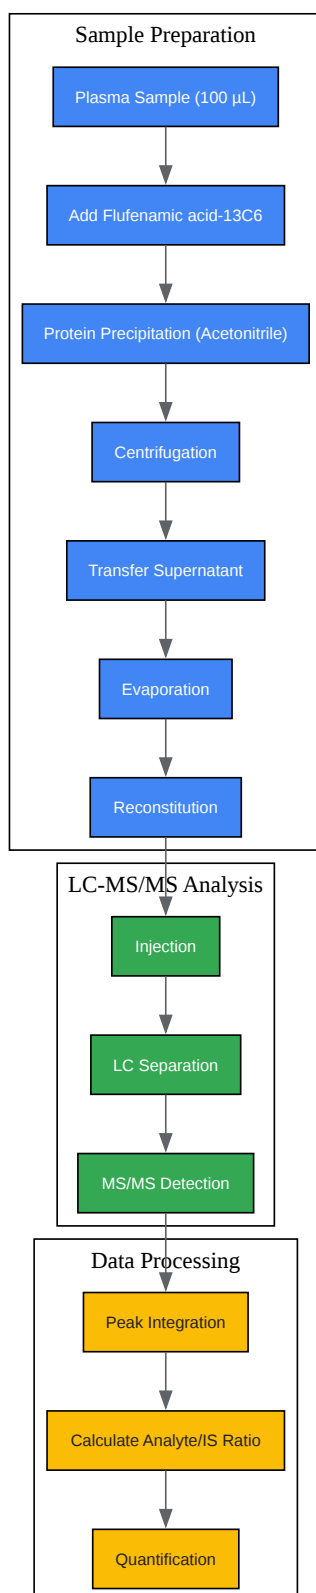 Sample Preparation
Plasma Sample (100 µL)
Add Flufenamic acid-13C6
Protein Precipitation (Acetonitrile)
Centrifugation
Transfer Supernatant
Evaporation
Reconstitution
LC-MS/MS Analysis
Injection
LC Separation
MS/MS Detection
Data Processing
Peak Integration
Calculate Analyte/IS Ratio
Quantification